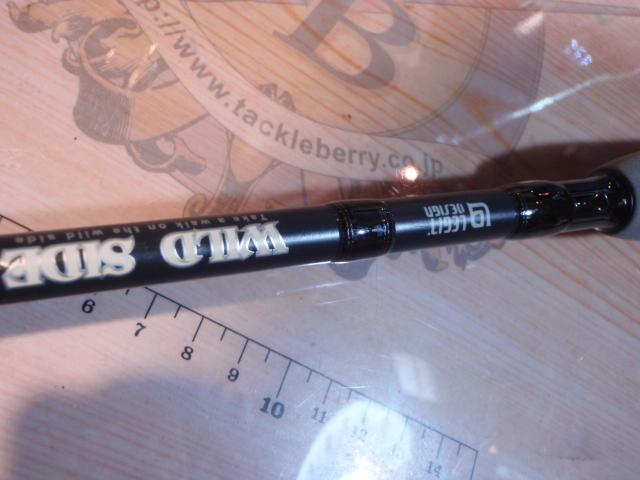 B
http://www.tackleberry.co.jp
LEGIT
DESIGN
WILD SIDE
Take a walk on the wild side
6 7 8 9 10 11 12 13 14